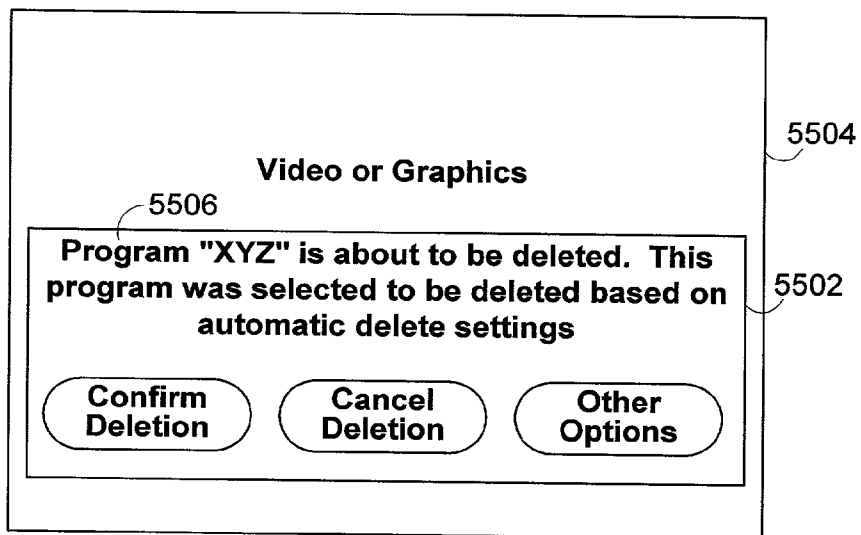 5504
Video or Graphics
5506
Program "XYZ" is about to be deleted. This
program was selected to be deleted based on
automatic delete settings
5502
Confirm
Deletion
Cancel
Deletion
Other
Options